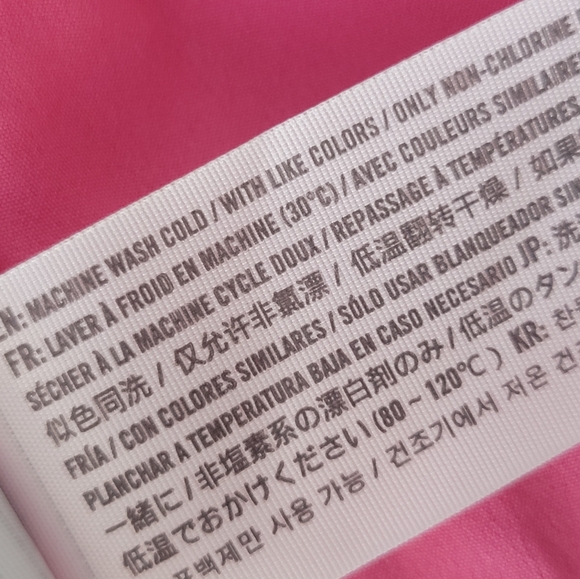 EN: MACHINE WASH COLD / WITH LIKE COLORS / ONLY NON-CHLORINE
FR: LAVER À FROID EN MACHINE (30°C) / AVEC COULEURS SIMILAIRES
SÉCHER À LA MACHINE CYCLE DOUX / REPASSAGE À TEMPÉRATURES
似色同洗 / 仅允许非氯漂 / 低温翻转干燥 / 如果
FRÍA / CON COLORES SIMILARES / SÓLO USAR BLANQUEADOR SIN
PLANCHAR A TEMPERATURA BAJA EN CASO NECESARIO JP: 洗
一緒に / 非塩素系の漂白剤のみ / 低温のタン
低温でおかけください (80 ~ 120℃ ) KR: 찬
표백제만 사용 가능 / 건조기에서 저온 건